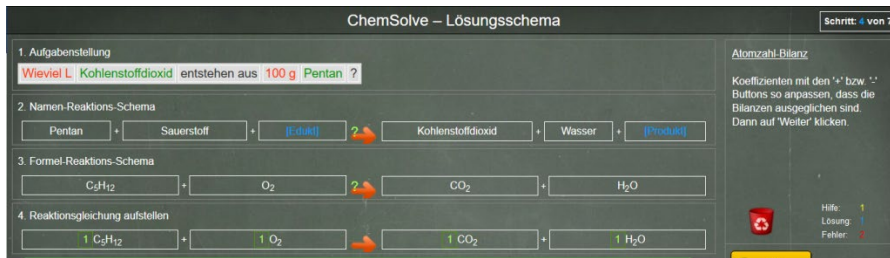 ChemSolve – Lösungsschema
Schritt: 4 von 7
1. Aufgabenstellung
Wieviel L Kohlenstoffdioxid entstehen aus 100 g Pentan ?
2. Namen-Reaktions-Schema
Pentan + Sauerstoff + [Edukt] ? Kohlenstoffdioxid + Wasser + [Produkt]
3. Formel-Reaktions-Schema
C₅H₁₂ + O₂ ? CO₂ + H₂O
4. Reaktionsgleichung aufstellen
1 C₅H₁₂ + 1 O₂ 1 CO₂ + 1 H₂O
Atomzahl-Bilanz
Koeffizienten mit den '+' bzw. '-'
Buttons so anpassen, dass die
Bilanzen ausgeglichen sind.
Dann auf 'Weiter' klicken.
Hilfe: 1
Lösung: 1
Fehler: 2